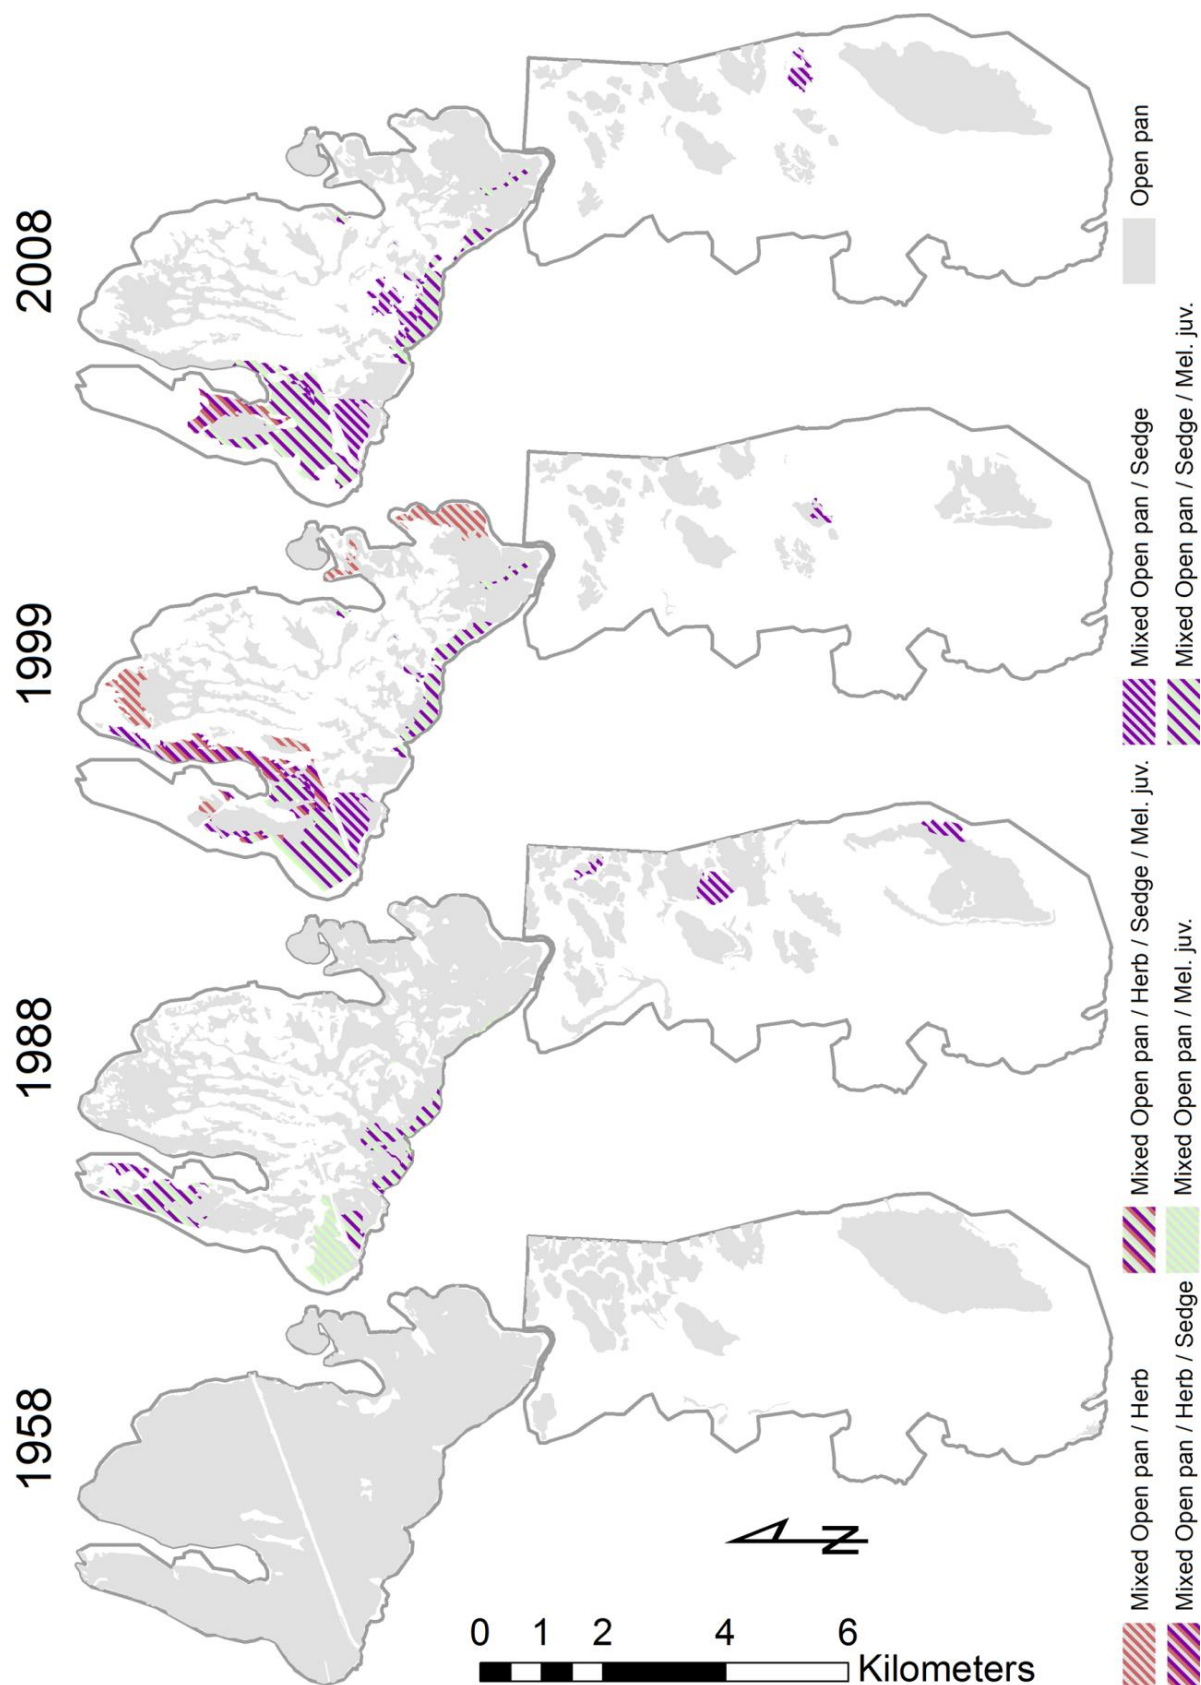 1958
1988
1999
2008
N
0 1 2 4 6
Kilometers
Mixed Open pan / Herb
Mixed Open pan / Herb / Sedge / Mel. juv.
Mixed Open pan / Sedge
Open pan
Mixed Open pan / Herb / Sedge
Mixed Open pan / Mel. juv.
Mixed Open pan / Sedge / Mel. juv.